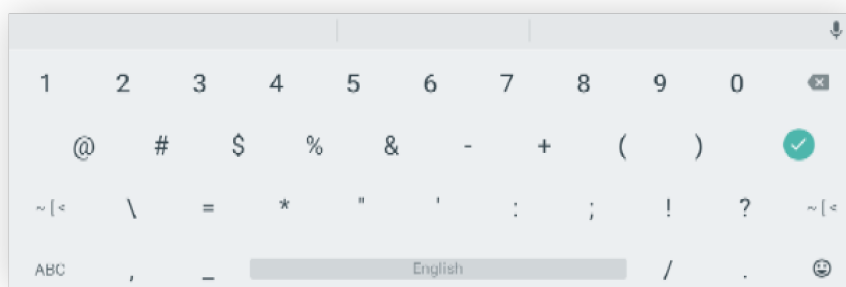 1 2 3 4 5 6 7 8 9 0
@ # $ % & - + ( )
~[< \ = * " ' : ; ! ? ~[<
ABC , _ English / .